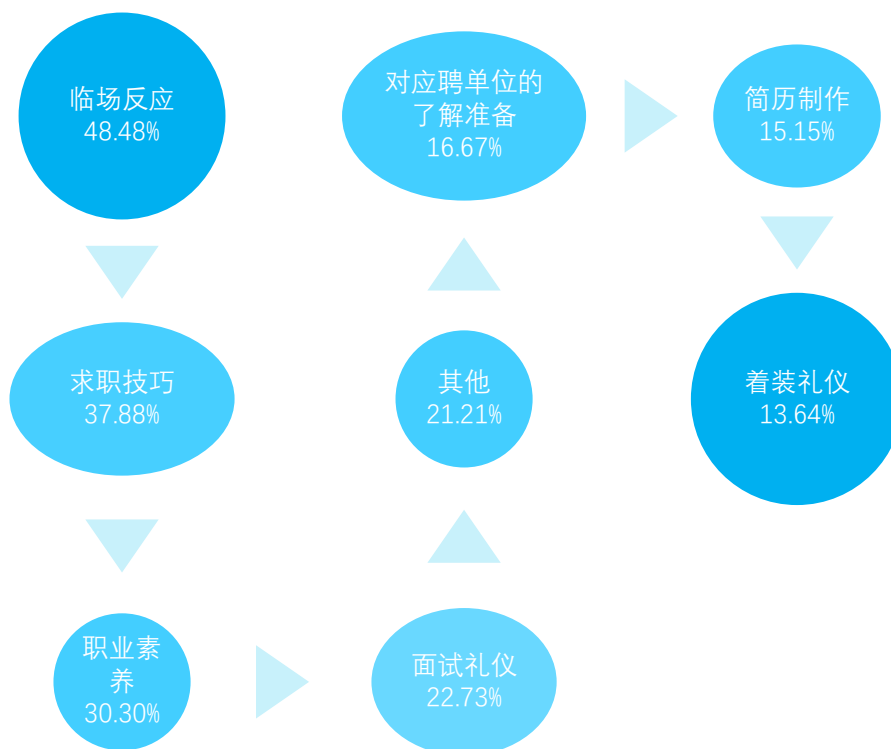 临场反应
48.48%
求职技巧
37.88%
职业素
养
30.30%
面试礼仪
22.73%
其他
21.21%
对应聘单位的
了解准备
16.67%
简历制作
15.15%
着装礼仪
13.64%